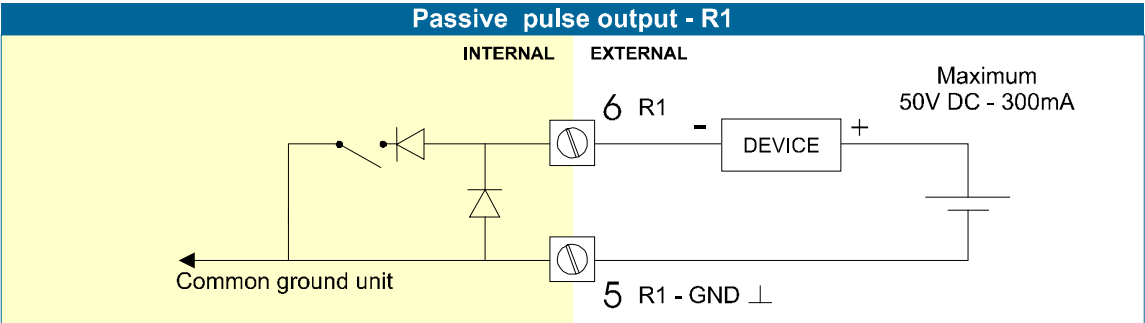 Passive pulse output - R1
INTERNAL EXTERNAL
Maximum
50V DC - 300mA
6 R1
- DEVICE +
Common ground unit
5 R1 - GND ⊥